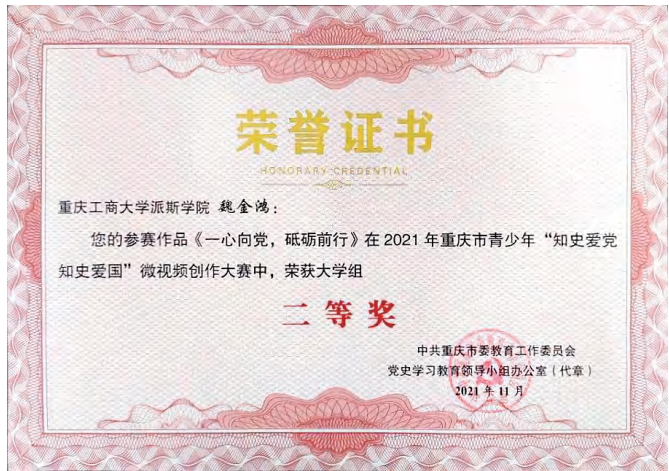 荣誉证书
HONORARY CREDENTIAL
重庆工商大学派斯学院 魏金鸿:
您的参赛作品《一心向党，砥砺前行》在2021年重庆市青少年“知史爱党
知史爱国”微视频创作大赛中，荣获大学组
二等奖
中共重庆市委教育工作委员会
党史学习教育领导小组办公室（代章）
2021年11月